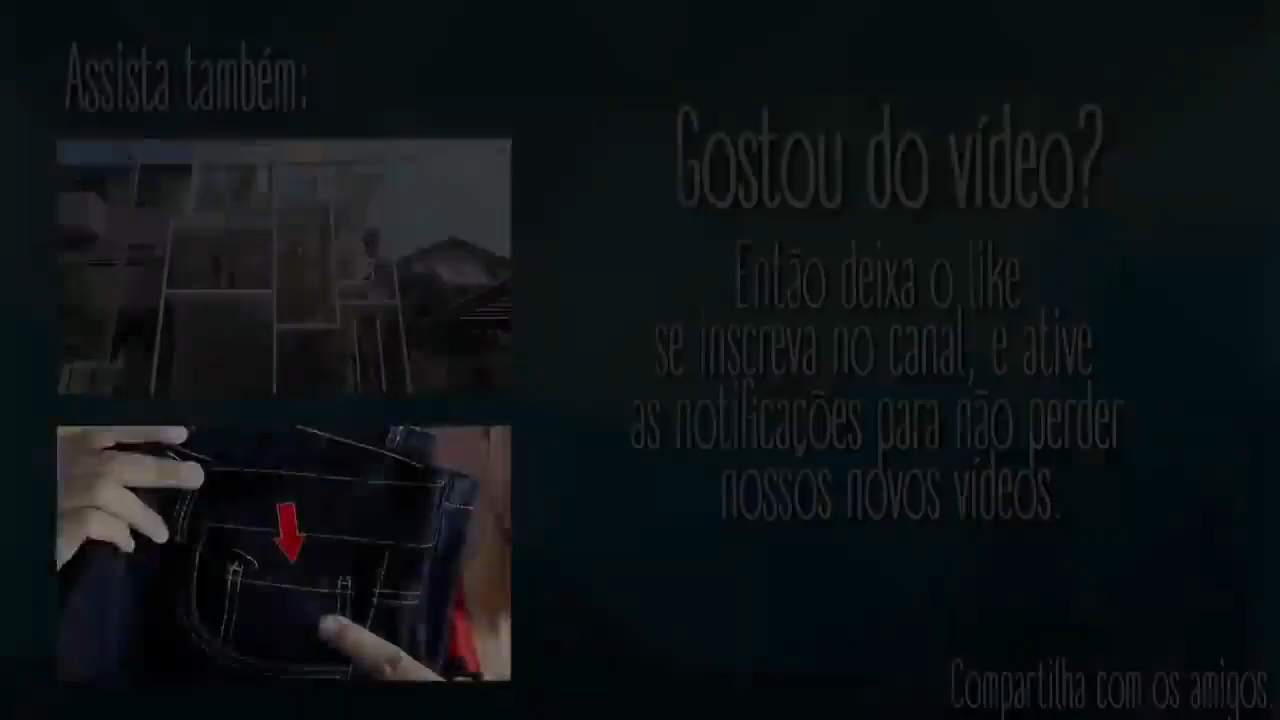 Assista também:
Gostou do vídeo?
Então deixa o like
se inscreva no canal, e ative
as notificações para não perder
nossos novos vídeos.
Compartilha com os amigos.